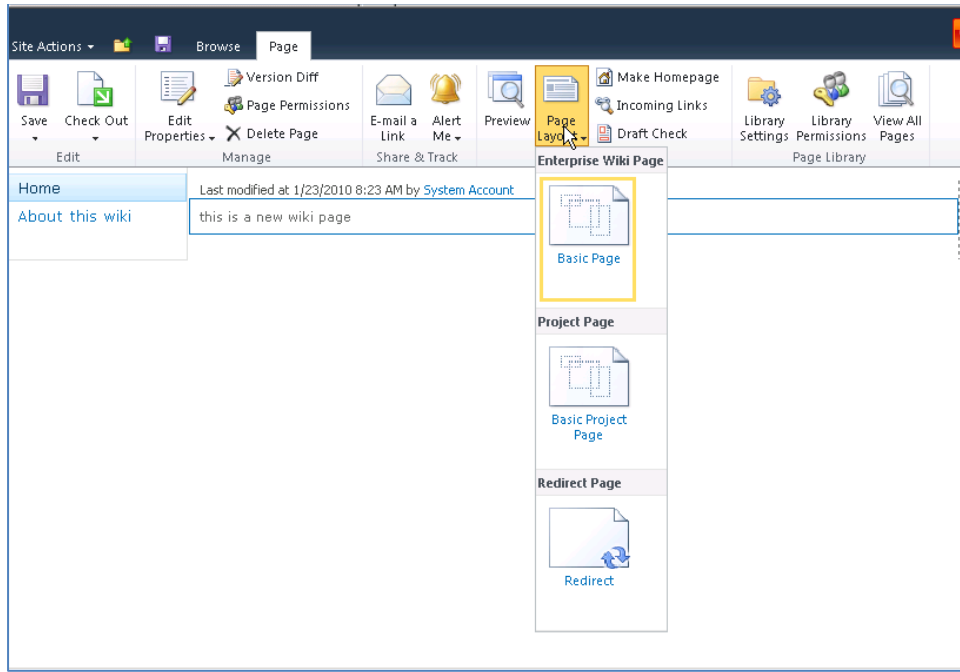 Site Actions Browse Page
Save Check Out Edit Properties Version Diff Page Permissions Delete Page E-mail a Link Alert Me Preview Page Layout Make Homepage Incoming Links Draft Check Library Settings Library Permissions View All Pages
Edit Manage Share & Track Page Library
Enterprise Wiki Page
Home
Last modified at 1/23/2010 8:23 AM by System Account
About this wiki
this is a new wiki page
Basic Page
Project Page
Basic Project
Page
Redirect Page
Redirect